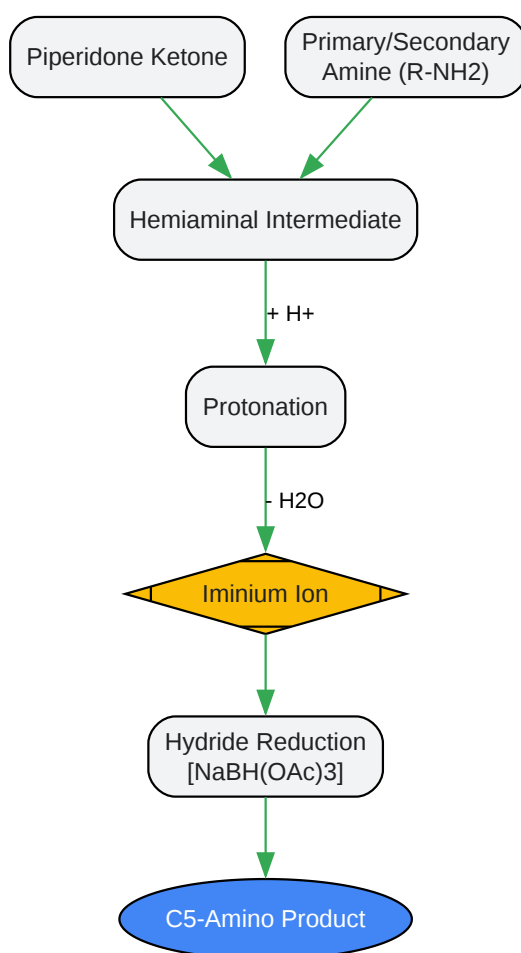 Piperidone Ketone
Primary/Secondary
Amine (R-NH2)
Hemiaminal Intermediate
+ H+
Protonation
- H2O
Iminium Ion
Hydride Reduction
[NaBH(OAc)3]
C5-Amino Product